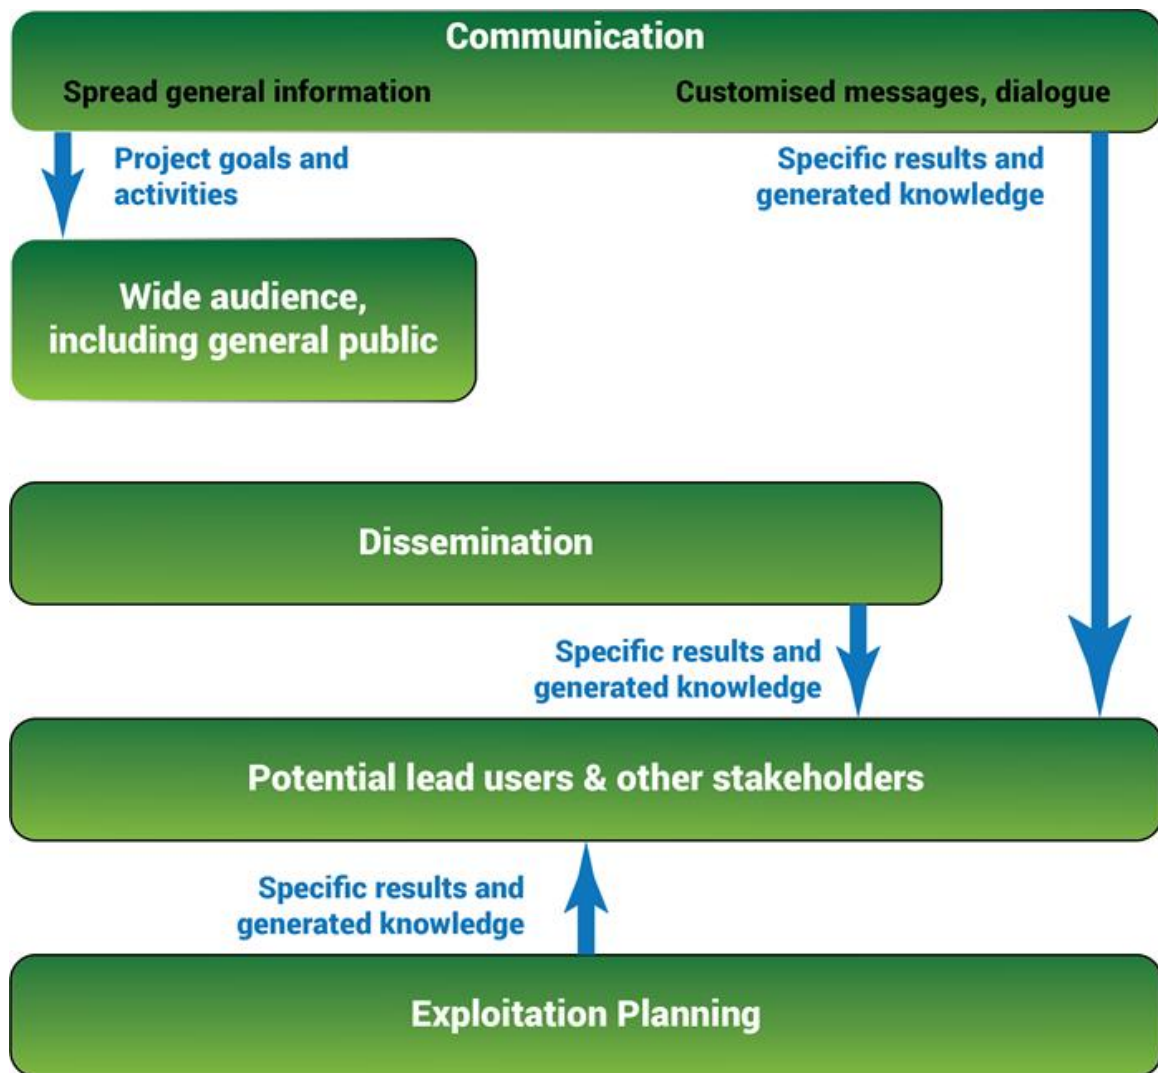 Communication
Spread general information
Customised messages, dialogue
Project goals and
activities
Specific results and
generated knowledge
Wide audience,
including general public
Dissemination
Specific results and
generated knowledge
Potential lead users & other stakeholders
Specific results and
generated knowledge
Exploitation Planning